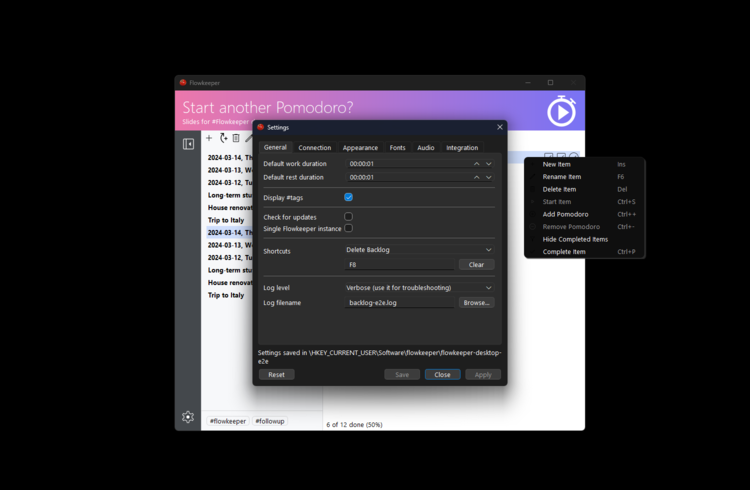 Flowkeeper
Start another Pomodoro?
Slides for #Flowkeeper
Settings
General Connection Appearance Fonts Audio Integration
Default work duration 00:00:01
Default rest duration 00:00:01
Display #tags
Check for updates
Single Flowkeeper instance
Shortcuts Delete Backlog
F8 Clear
Log level Verbose (use it for troubleshooting)
Log filename backlog-e2e.log Browse...
Settings saved in \HKEY_CURRENT_USER\Software\flowkeeper\flowkeeper-desktop-
e2e
Reset Save Close Apply
2024-03-14, Th
2024-03-13, W
2024-03-12, Tu
Long-term stu
House renovat
Trip to Italy
2024-03-14, Th
2024-03-13, W
2024-03-12, Tu
Long-term stu
House renovat
Trip to Italy
#flowkeeper #followup
6 of 12 done (50%)
New Item Ins
Rename Item F6
Delete Item Del
Start Item Ctrl+S
Add Pomodoro Ctrl++
Remove Pomodoro Ctrl+-
Hide Completed Items
Complete Item Ctrl+P